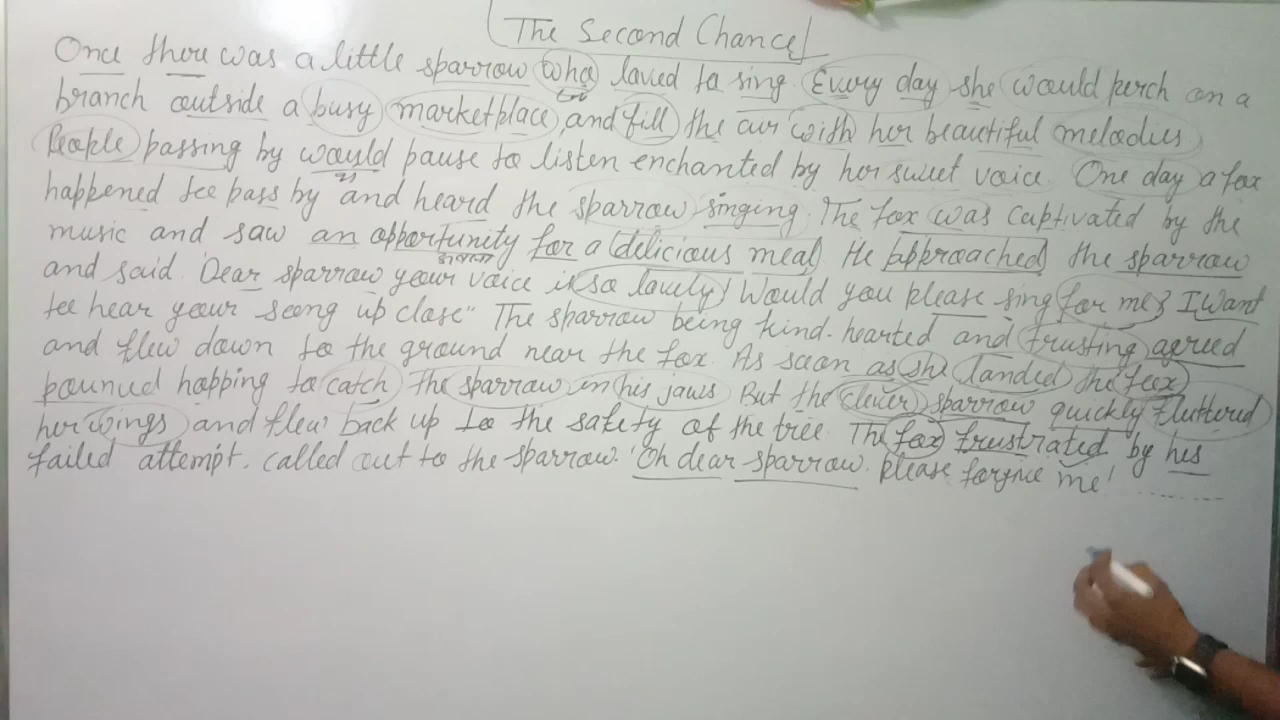 The Second Chance
Once there was a little sparrow who loved to sing. Every day she would perch on a
branch outside a busy marketplace, and fill the air with her beautiful melodies
People passing by would pause to listen enchanted by her sweet voice. One day a fox
happened to pass by and heard the sparrow singing. The fox was captivated by the
music and saw an opportunity for a delicious meal. He approached the sparrow
and said. Dear sparrow your voice is so lovely! Would you please sing for me? I want
to hear your song up close" The sparrow being kind-hearted and trusting agreed
and flew down to the ground near the fox. As soon as she landed the fox
pounued hopping to catch the sparrow in his jaws But the clever sparrow quickly fluttered
her wings and flew back up to the safety of the tree. The fox frustrated by his
failed attempt. called out to the sparrow. 'Oh dear sparrow. please forgive me! ........